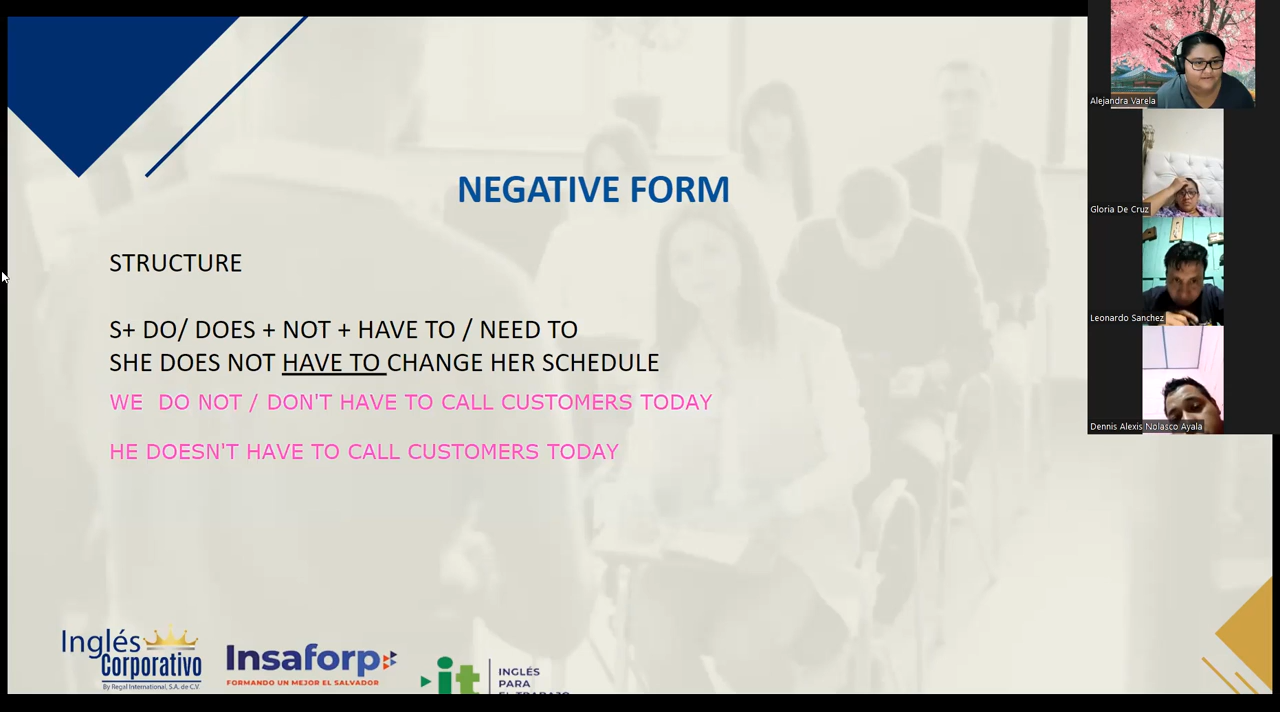 NEGATIVE FORM
STRUCTURE
S+ DO/ DOES + NOT + HAVE TO / NEED TO
SHE DOES NOT HAVE TO CHANGE HER SCHEDULE
WE  DO NOT / DON'T HAVE TO CALL CUSTOMERS TODAY
HE DOESN'T HAVE TO CALL CUSTOMERS TODAY
Inglés
Corporativo
By Regal International, S.A. de C.V.
Insaforp
FORMANDO UN MEJOR EL SALVADOR
it
INGLÉS
PARA
EL TRABAJO
Alejandra Varela
Gloria De Cruz
Leonardo Sanchez
Dennis Alexis Nolasco Ayala